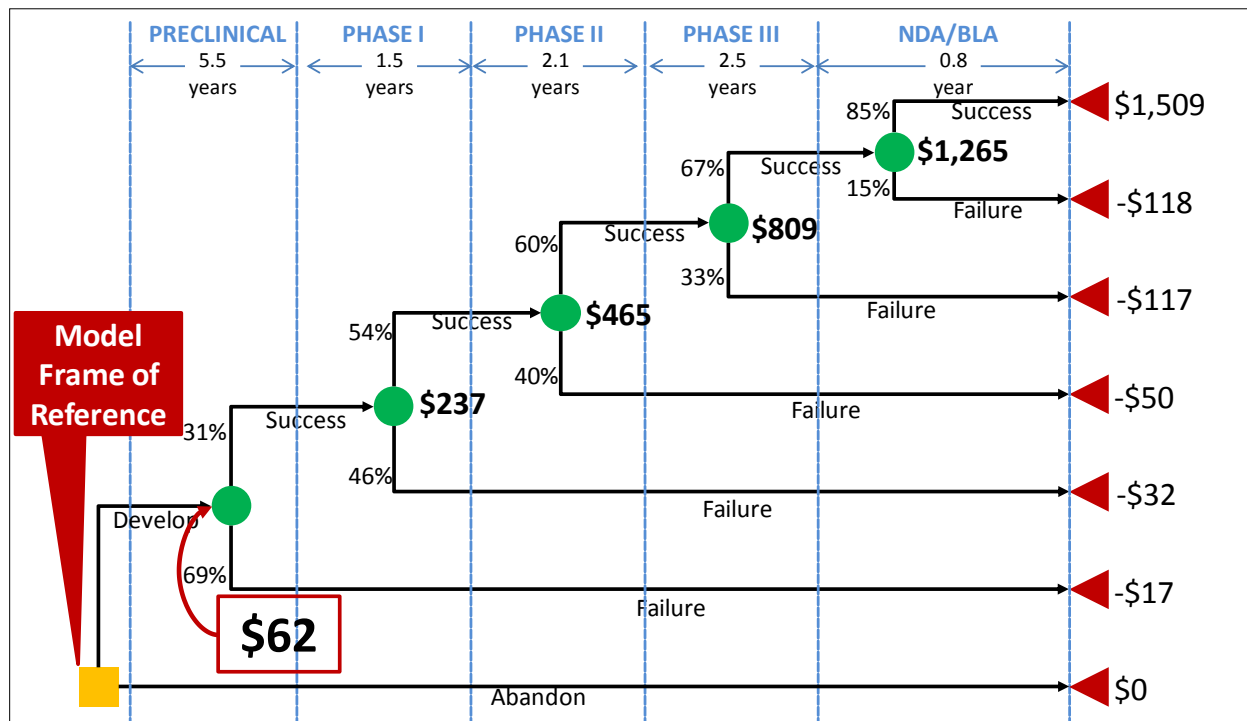 PRECLINICAL PHASE I PHASE II PHASE III NDA/BLA
5.5 1.5 2.1 2.5 0.8
years years years years year
85% Success $1,509
$1,265
67% Success
15% Failure -$118
$809
60% Success
33% Failure -$117
$465
54% Success
Model
Frame of
Reference
40% Failure -$50
$237
31% Success
46% Failure -$32
Develop
69% Failure -$17
$62
Abandon $0